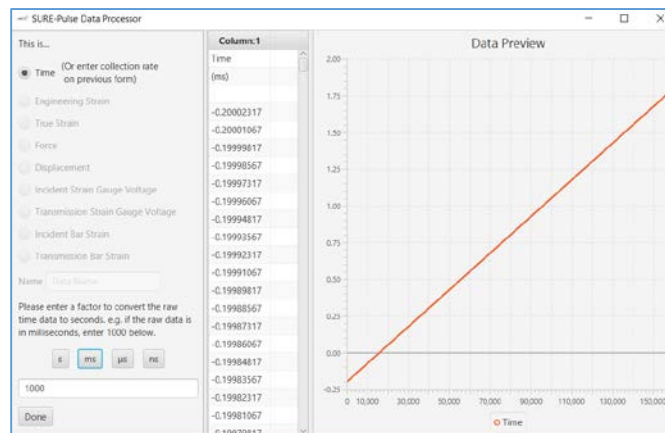 SURE-Pulse Data Processor
This is...
Time (Or enter collection rate
on previous form)
Engineering Strain
True Strain
Force
Displacement
Incident Strain Gauge Voltage
Transmission Strain Gauge Voltage
Incident Bar Strain
Transmission Bar Strain
Name Data Name
Please enter a factor to convert the raw
time data to seconds. e.g. if the raw data is
in milliseconds, enter 1000 below.
s ms µs ns
1000
Done
Column:1
Time
(ms)
-0.20002317
-0.20001067
-0.19999817
-0.19998567
-0.19997317
-0.19996067
-0.19994817
-0.19993567
-0.19992317
-0.19991067
-0.19989817
-0.19988567
-0.19987317
-0.19986067
-0.19984817
-0.19983567
-0.19982317
-0.19981067
-0.19979817
Data Preview
2.00
1.75
1.50
1.25
1.00
0.75
0.50
0.25
0.00
-0.25
0 10,000 30,000 50,000 70,000 90,000 110,000 130,000 150,000
Time